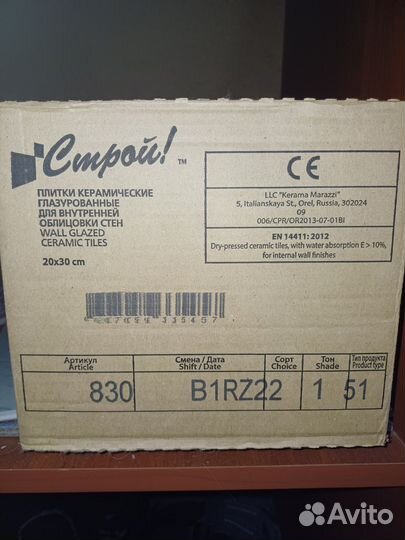 Строй! ™
ПЛИТКИ КЕРАМИЧЕСКИЕ
ГЛАЗУРОВАННЫЕ
ДЛЯ ВНУТРЕННЕЙ
ОБЛИЦОВКИ СТЕН
WALL GLAZED
CERAMIC TILES
20x30 cm
CE
LLC "Kerama Marazzi"
5, Italianskaya St., Orel, Russia, 302024
09
006/CPR/OR2013-07-01BI
EN 14411: 2012
Dry-pressed ceramic tiles, with water absorption E > 10%,
for internal wall finishes
Артикул
Article
830
Смена / Дата
Shift / Date
B1RZ22
Сорт
Choice
Тон
Shade
1
Тип продукта
Product type
51
Avito